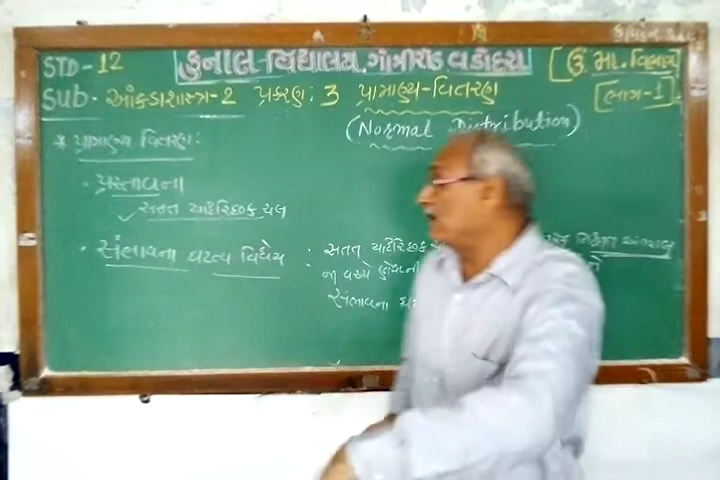 STD-12 કુનાલ વિદ્યાલય, ગોત્રીરોડ વડોદરા [ઉ. મા. વિભાગ]
Sub. આંકડાશાસ્ત્ર-2 પ્રકરણ: 3 પ્રામાણ્ય-વિતરણ [ભાગ-1]
(Normal Distribution)
* પ્રામાણ્ય વિતરણ:
• પ્રસ્તાવના
✓ સતત યાદૈચ્છિક ચલ
• સંભાવના ઘટત્વ વિધેય : સતત યાદૈચ્છિક નિશ્ચિત અંતરાલ
ની વચ્ચે
સંભાવના